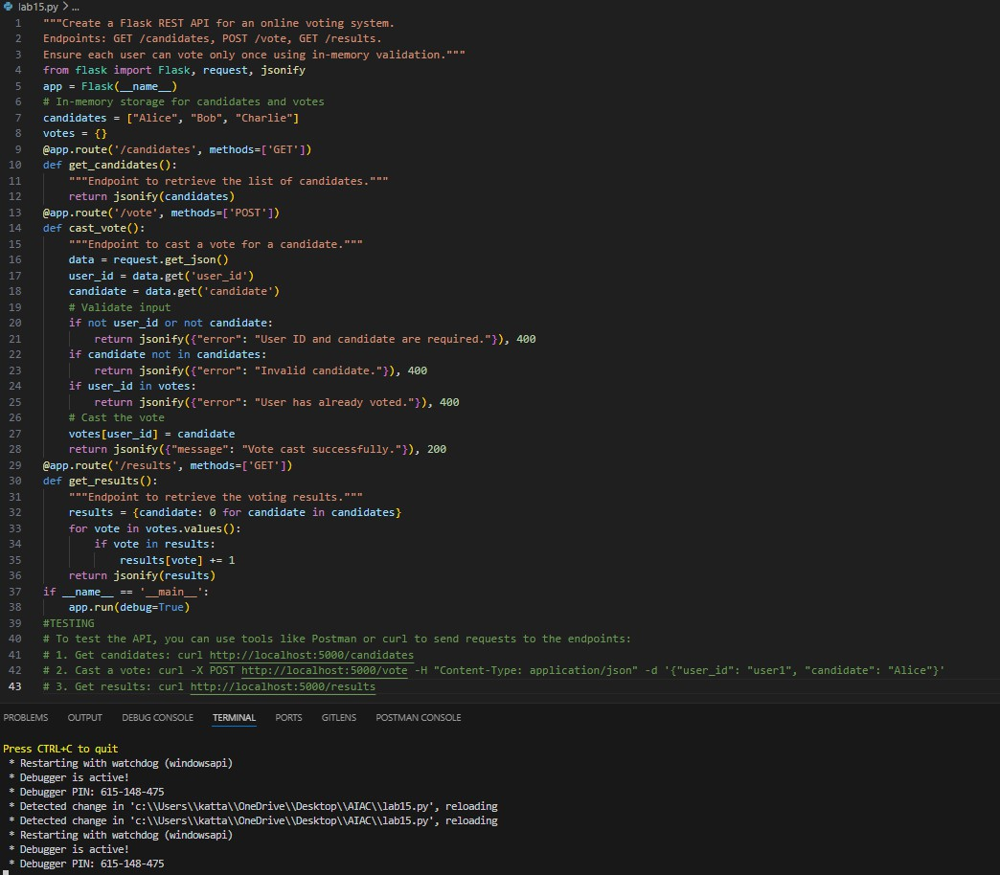 lab15.py > ...
1 """Create a Flask REST API for an online voting system.
2 Endpoints: GET /candidates, POST /vote, GET /results.
3 Ensure each user can vote only once using in-memory validation."""
4 from flask import Flask, request, jsonify
5 app = Flask(__name__)
6 # In-memory storage for candidates and votes
7 candidates = ["Alice", "Bob", "Charlie"]
8 votes = {}
9 @app.route('/candidates', methods=['GET'])
10 def get_candidates():
11     """Endpoint to retrieve the list of candidates."""
12     return jsonify(candidates)
13 @app.route('/vote', methods=['POST'])
14 def cast_vote():
15     """Endpoint to cast a vote for a candidate."""
16     data = request.get_json()
17     user_id = data.get('user_id')
18     candidate = data.get('candidate')
19     # Validate input
20     if not user_id or not candidate:
21         return jsonify({"error": "User ID and candidate are required."}), 400
22     if candidate not in candidates:
23         return jsonify({"error": "Invalid candidate."}), 400
24     if user_id in votes:
25         return jsonify({"error": "User has already voted."}), 400
26     # Cast the vote
27     votes[user_id] = candidate
28     return jsonify({"message": "Vote cast successfully."}), 200
29 @app.route('/results', methods=['GET'])
30 def get_results():
31     """Endpoint to retrieve the voting results."""
32     results = {candidate: 0 for candidate in candidates}
33     for vote in votes.values():
34         if vote in results:
35             results[vote] += 1
36     return jsonify(results)
37 if __name__ == '__main__':
38     app.run(debug=True)
39 #TESTING
40 # To test the API, you can use tools like Postman or curl to send requests to the endpoints:
41 # 1. Get candidates: curl http://localhost:5000/candidates
42 # 2. Cast a vote: curl -X POST http://localhost:5000/vote -H "Content-Type: application/json" -d '{"user_id": "user1", "candidate": "Alice"}'
43 # 3. Get results: curl http://localhost:5000/results
PROBLEMS OUTPUT DEBUG CONSOLE TERMINAL PORTS GITLENS POSTMAN CONSOLE
Press CTRL+C to quit
* Restarting with watchdog (windowsapi)
* Debugger is active!
* Debugger PIN: 615-148-475
* Detected change in 'c:\\Users\\katta\\OneDrive\\Desktop\\AIAC\\lab15.py', reloading
* Detected change in 'c:\\Users\\katta\\OneDrive\\Desktop\\AIAC\\lab15.py', reloading
* Restarting with watchdog (windowsapi)
* Debugger is active!
* Debugger PIN: 615-148-475